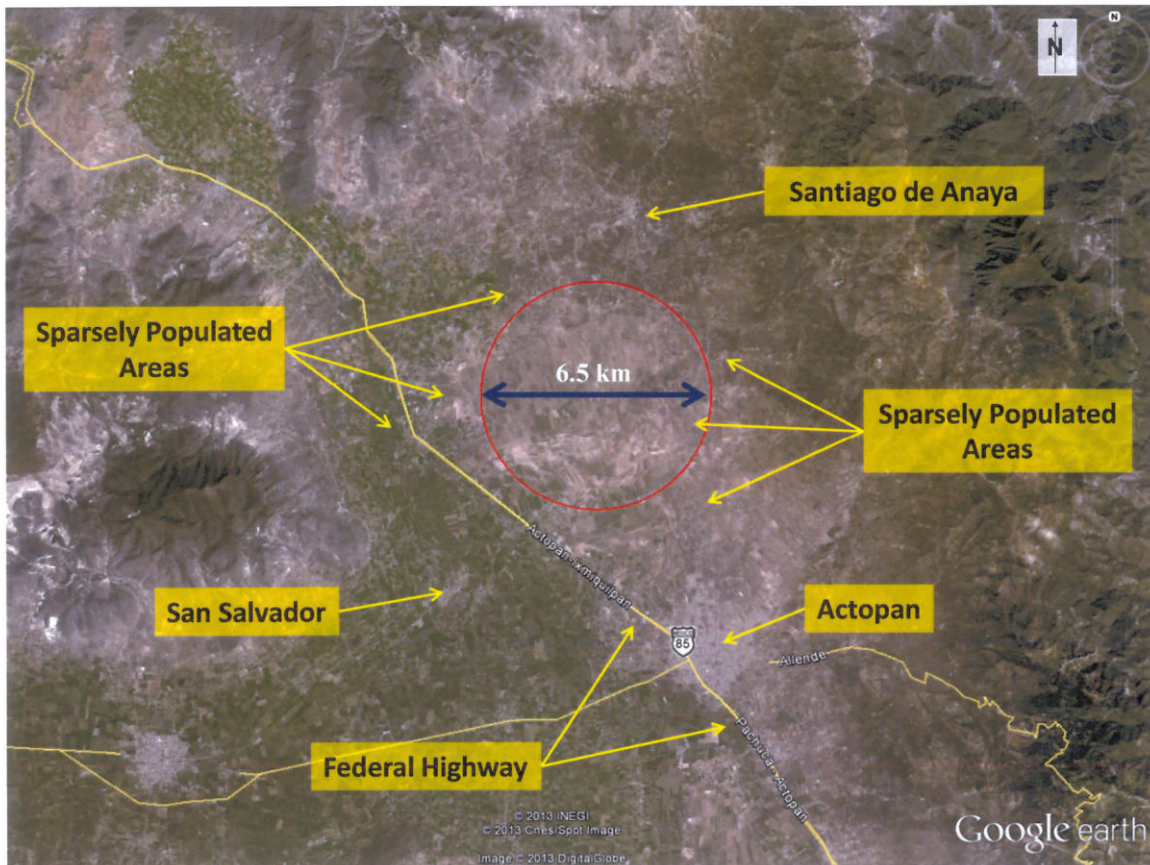 N
N
Santiago de Anaya
Sparsely Populated
Areas
6.5 km
Sparsely Populated
Areas
Actopan - Ixmiquilpan
San Salvador
Actopan
85
Allende
Federal Highway
Pachuca - Actopan
© 2013 INEGI
© 2013 Cnes/Spot Image
Image © 2013 DigitalGlobe
Google earth